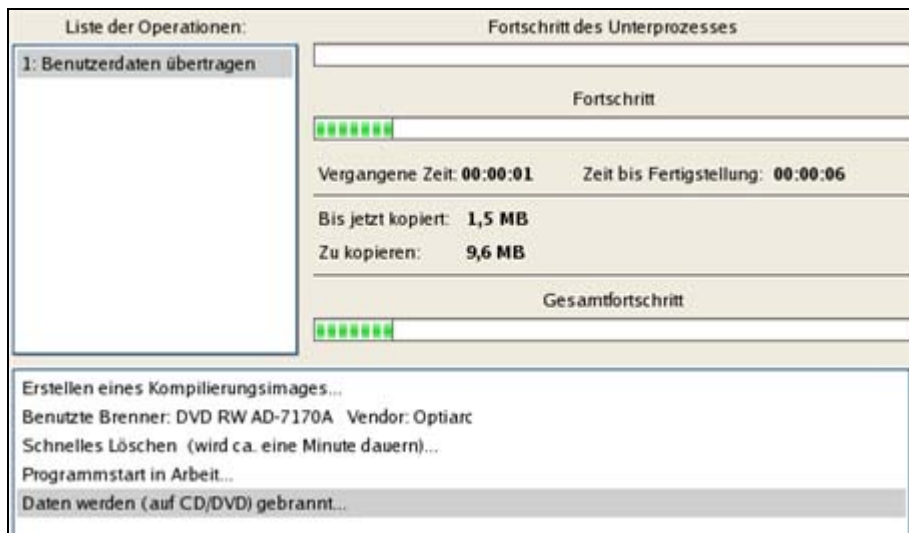 Liste der Operationen:
1: Benutzerdaten übertragen
Fortschritt des Unterprozesses
Fortschritt
Vergangene Zeit: 00:00:01 Zeit bis Fertigstellung: 00:00:06
Bis jetzt kopiert: 1,5 MB
Zu kopieren: 9,6 MB
Gesamtfortschritt
Erstellen eines Kompilierungsimages...
Benutzte Brenner: DVD RW AD-7170A Vendor: Optiarc
Schnelles Löschen (wird ca. eine Minute dauern)...
Programmstart in Arbeit...
Daten werden (auf CD/DVD) gebrannt...